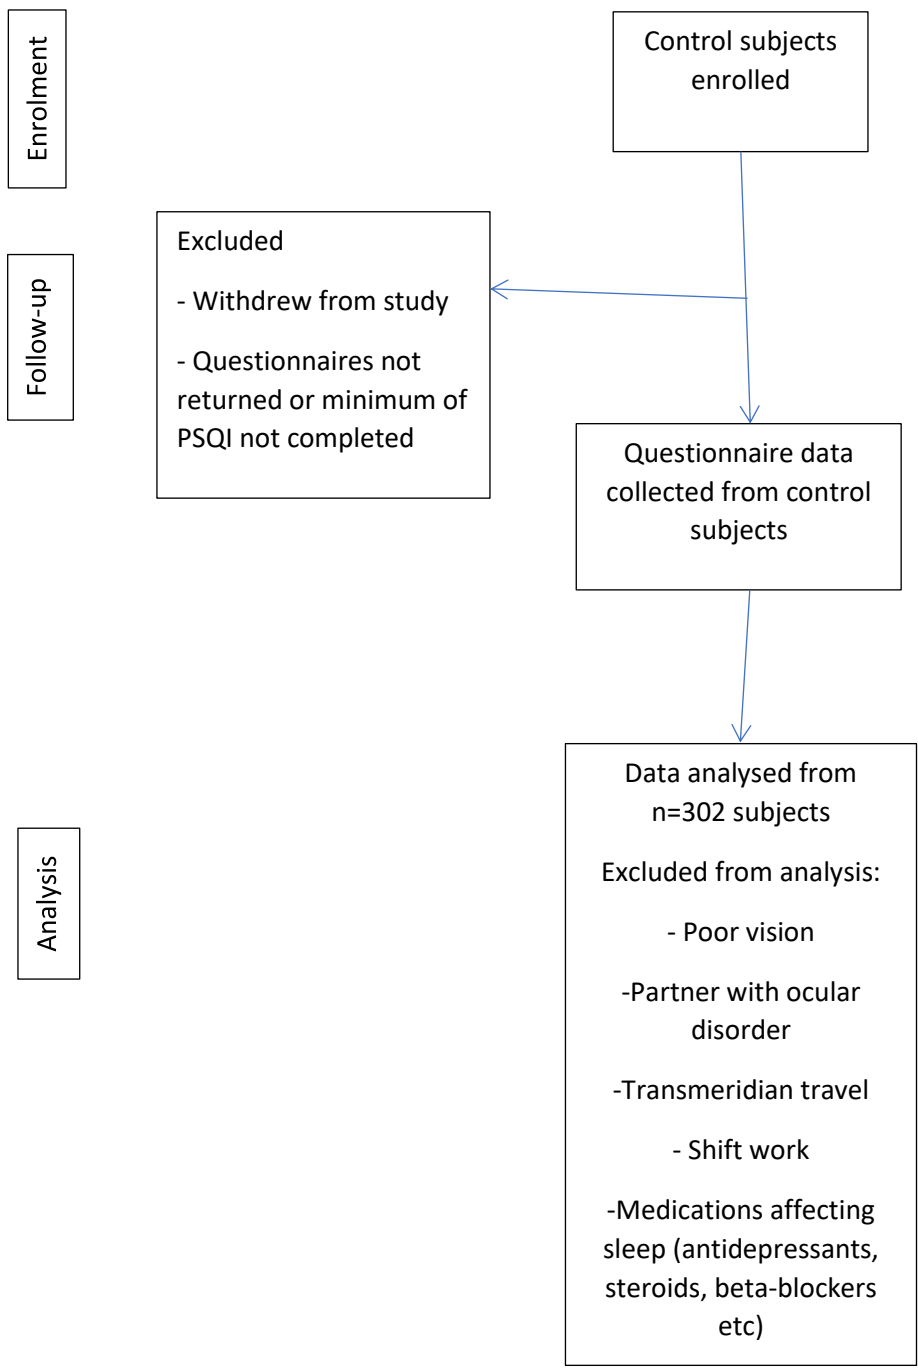 Enrolment
Control subjects
enrolled
Follow-up
Excluded
- Withdrew from study
- Questionnaires not
returned or minimum of
PSQI not completed
Questionnaire data
collected from control
subjects
Analysis
Data analysed from
n=302 subjects
Excluded from analysis:
- Poor vision
-Partner with ocular
disorder
-Transmeridian travel
- Shift work
-Medications affecting
sleep (antidepressants,
steroids, beta-blockers
etc)